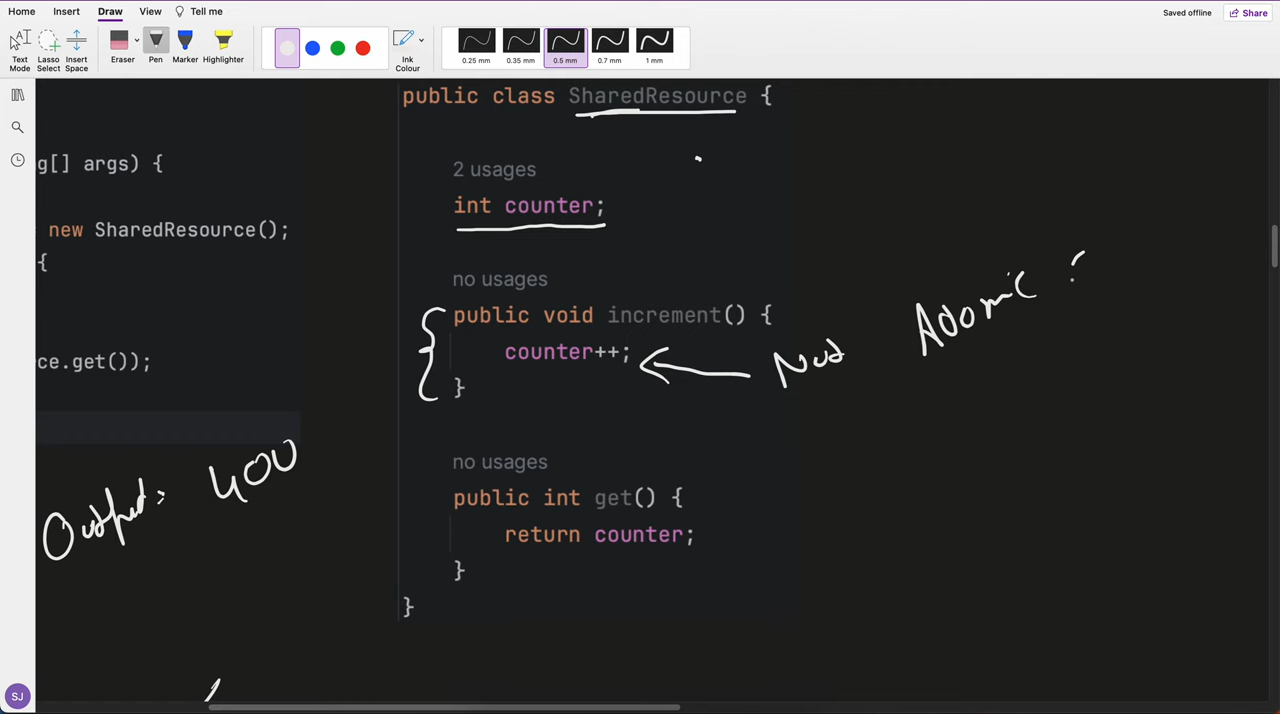 Home Insert Draw View Tell me
Saved offline Share
Text Mode
Lasso Select
Insert Space
Eraser
Pen
Marker
Highlighter
Ink Colour
0.25 mm
0.35 mm
0.5 mm
0.7 mm
1 mm
g[] args) {
new SharedResource();
{
ce.get());
Output: 400
public class SharedResource {
2 usages
int counter;
no usages
public void increment() {
counter++;
}
Not Atomic ?
no usages
public int get() {
return counter;
}
}
SJ